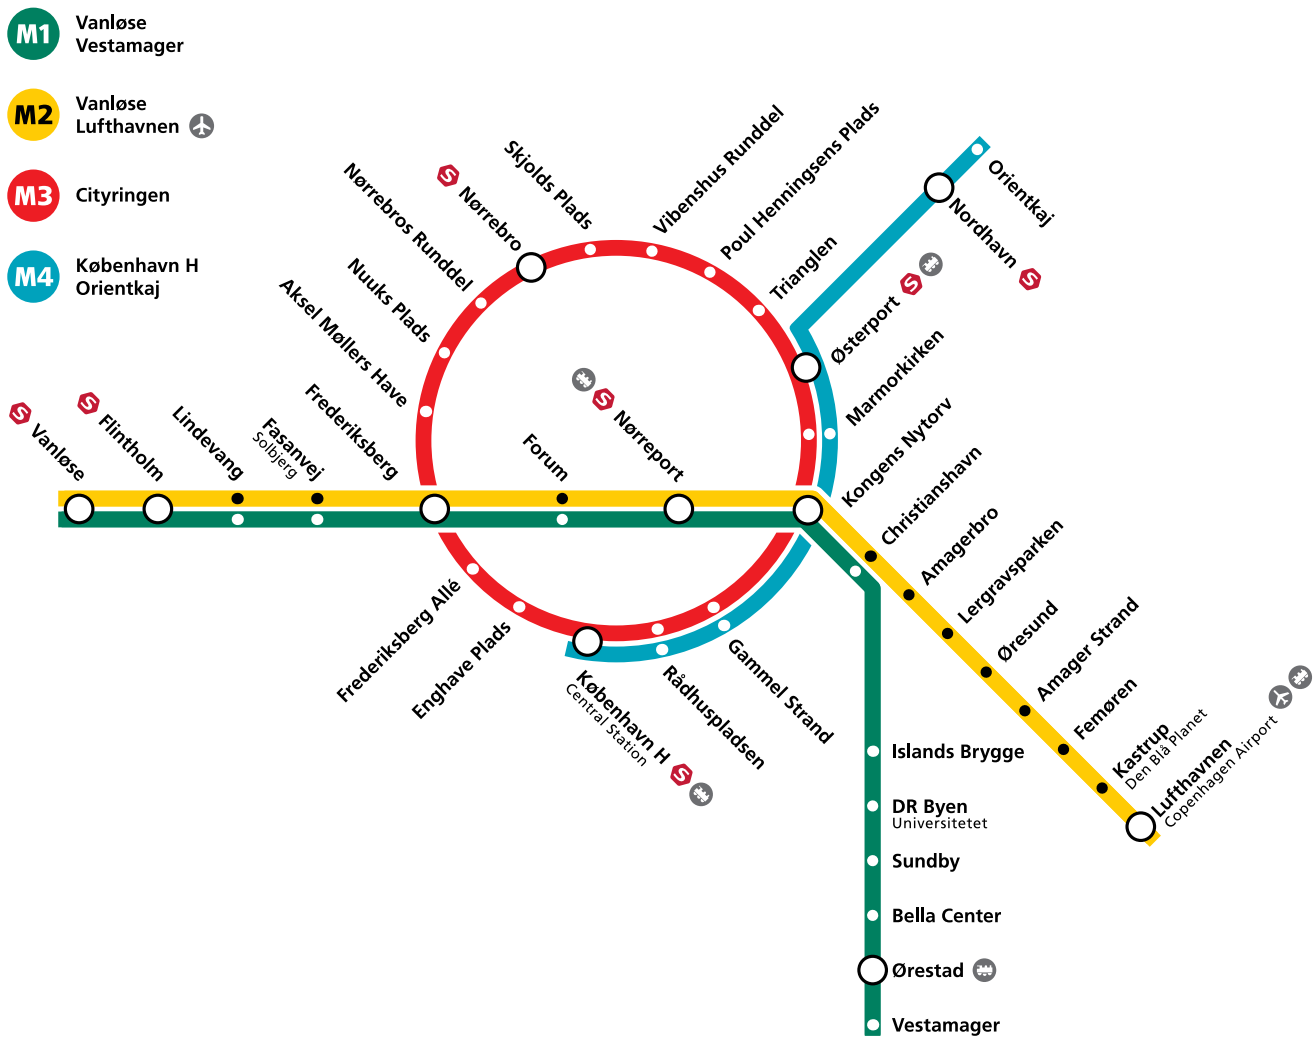 M1
Vanløse
Vestamager
M2
Vanløse
Lufthavnen
M3
Cityringen
M4
København H
Orientkaj
S
Vanløse
S
Flintholm
Lindevang
Fasanvej
Solbjerg
Frederiksberg
Aksel Møllers Have
Nuuks Plads
Nørrebros Runddel
S
Nørrebro
Skjolds Plads
Vibenshus Runddel
Poul Henningsens Plads
Trianglen
Orientkaj
Nordhavn
S
Østerport
S
Marmorkirken
Kongens Nytorv
Forum
S
Nørreport
Christianshavn
Amagerbro
Lergravsparken
Øresund
Amager Strand
Femøren
Kastrup
Den Blå Planet
Lufthavnen
Copenhagen Airport
Frederiksberg Allé
Enghave Plads
København H
Central Station
S
Rådhuspladsen
Gammel Strand
Islands Brygge
DR Byen
Universitetet
Sundby
Bella Center
Ørestad
Vestamager